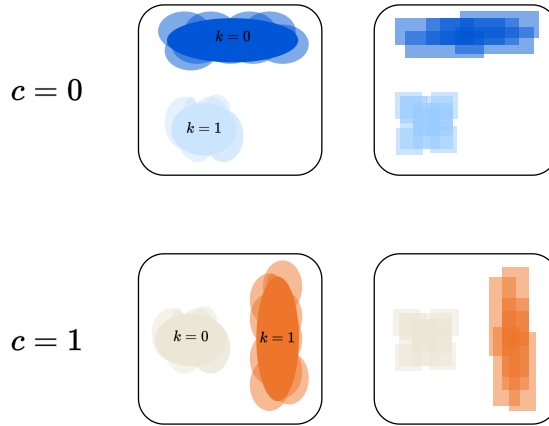 k = 0
c = 0
k = 1
c = 1
k = 0
k = 1